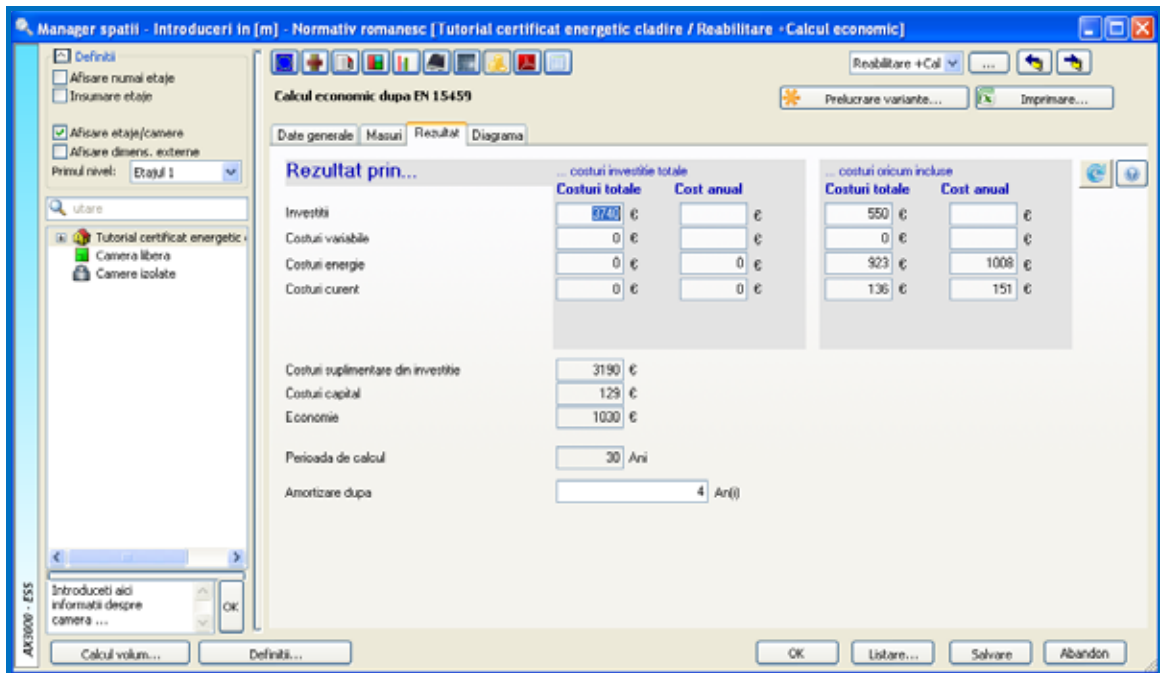 Manager spatii - Introduceri in [m] - Normativ romanesc [Tutorial certificat energetic cladire / Reabilitare +Calcul economic]
Definitii
Afisare numai etaje
Insumare etaje
Afisare etaje/camere
Afisare dimens. externe
Primul nivel: Etajul 1
utare
Tutorial certificat energetic
Camera libera
Camere izolate
Introduceti aici
informatii despre
camera ...
OK
AX3000 - ESS
Reabilitare +Cal
...
Calcul economic dupa EN 15459
Prelucrare variante...
Imprimare...
Date generale
Masuri
Rezultat
Diagrama
Rezultat prin...
... costuri investitie totale
... costuri oricum incluse
Costuri totale Cost anual Costuri totale Cost anual
Investitii 3740 € € 550 € €
Costuri variabile 0 € € 0 € €
Costuri energie 0 € 0 € 923 € 1008 €
Costuri curent 0 € 0 € 136 € 151 €
Costuri suplimentare din investitie 3190 €
Costuri capital 129 €
Economie 1030 €
Perioada de calcul 30 Ani
Amortizare dupa 4 An(i)
Calcul volum...
Definitii...
OK
Listare...
Salvare
Abandon